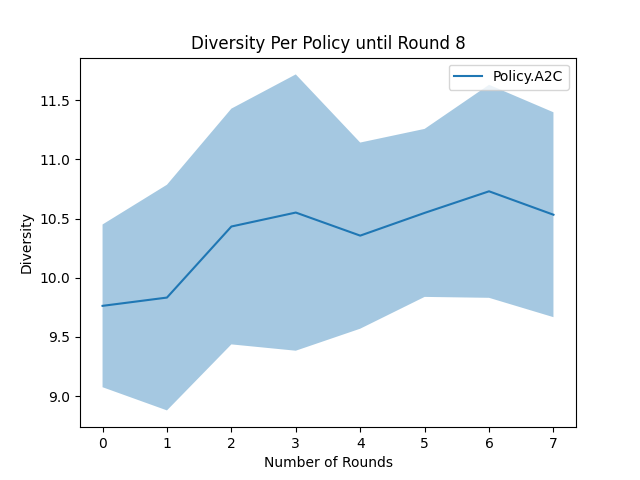 Diversity Per Policy until Round 8
Policy.A2C
11.5
11.0
10.5
10.0
9.5
9.0
Diversity
0 1 2 3 4 5 6 7
Number of Rounds